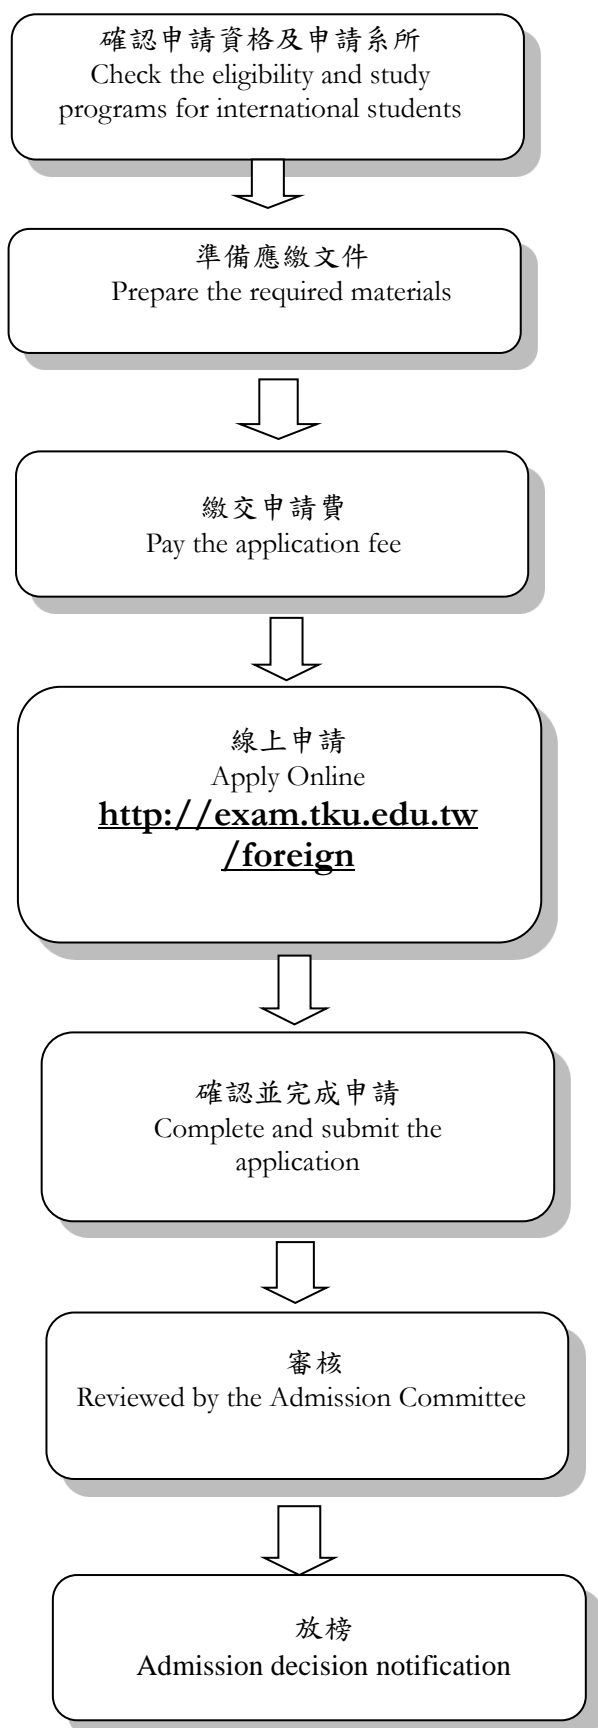 確認申請資格及申請系所
Check the eligibility and study
programs for international students
準備應繳文件
Prepare the required materials
繳交申請費
Pay the application fee
線上申請
Apply Online
http://exam.tku.edu.tw
/foreign
確認並完成申請
Complete and submit the
application
審核
Reviewed by the Admission Committee
放榜
Admission decision notification